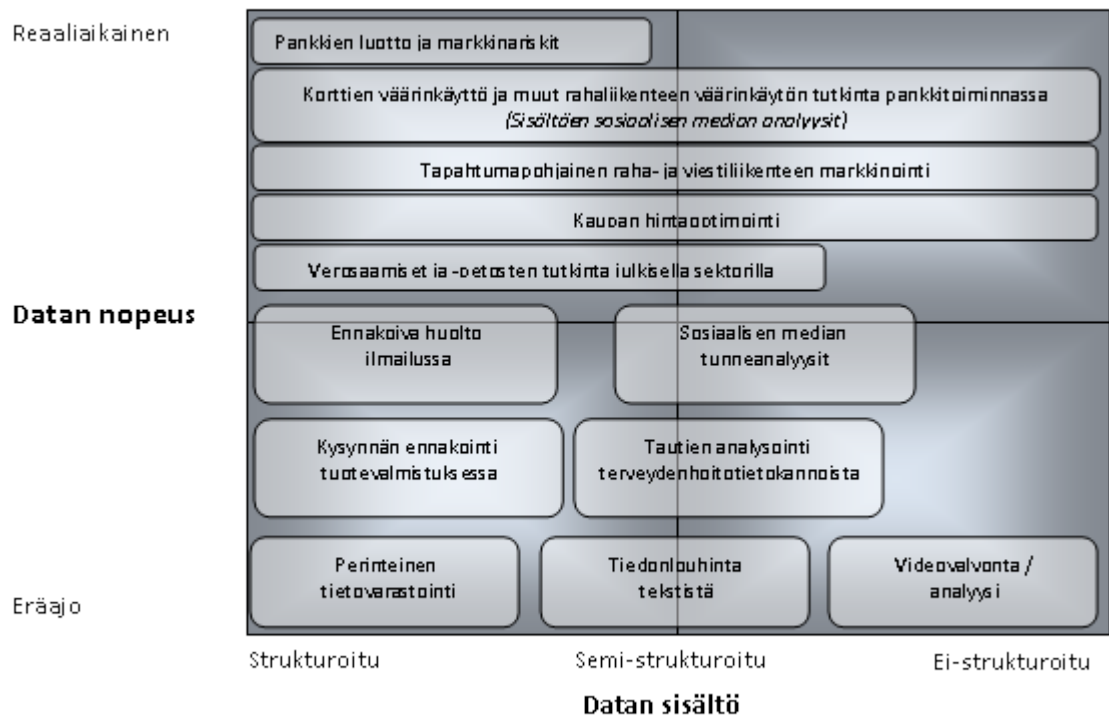 Reaaliaikainen
Pankkien luotto ja markkinariskit
Korttien väärinkäyttö ja muut rahaliikenteen väärinkäytön tutkinta pankkitoiminnassa
(Sisältäen sosiaalisen median analyysit)
Tapahtumapohjainen raha- ja viestiliikenteen markkinointi
Kaupan hintaoptimointi
Verosaamiset ja -petosten tutkinta julkisella sektorilla
Datan nopeus
Ennakoiva huolto
ilmailussa
Sosiaalisen median
tunneanalyysit
Kysynnän ennakointi
tuotevalmistuksessa
Tautien analysointi
terveydenhoitotietokannoista
Perinteinen
tietovarastointi
Tiedonlouhinta
tekstistä
Videovalvonta /
analyysi
Eräajo
Strukturoitu
Semi-strukturoitu
Ei-strukturoitu
Datan sisältö